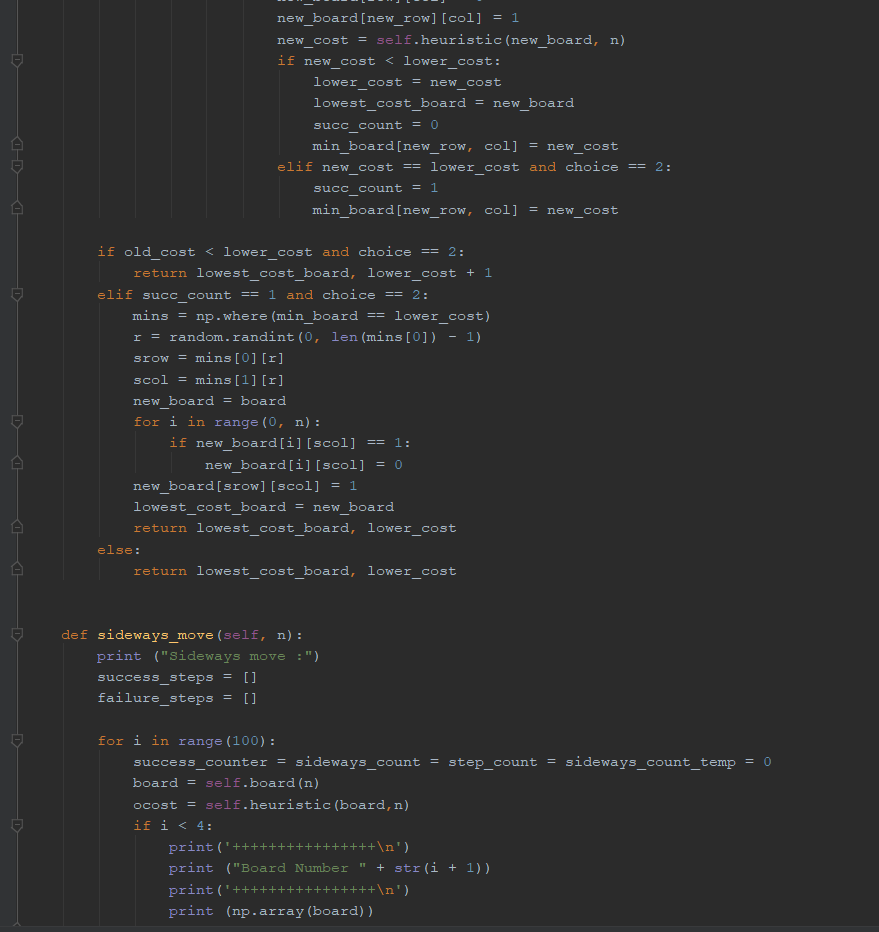 new_board[new_row][col] = 1
new_cost = self.heuristic(new_board, n)
if new_cost < lower_cost:
lower_cost = new_cost
lowest_cost_board = new_board
succ_count = 0
min_board[new_row, col] = new_cost
elif new_cost == lower_cost and choice == 2:
succ_count = 1
min_board[new_row, col] = new_cost
if old_cost < lower_cost and choice == 2:
return lowest_cost_board, lower_cost + 1
elif succ_count == 1 and choice == 2:
mins = np.where(min_board == lower_cost)
r = random.randint(0, len(mins[0]) - 1)
srow = mins[0][r]
scol = mins[1][r]
new_board = board
for i in range(0, n):
if new_board[i][scol] == 1:
new_board[i][scol] = 0
new_board[srow][scol] = 1
lowest_cost_board = new_board
return lowest_cost_board, lower_cost
else:
return lowest_cost_board, lower_cost
def sideways_move(self, n):
print ("Sideways move :")
success_steps = []
failure_steps = []
for i in range(100):
success_counter = sideways_count = step_count = sideways_count_temp = 0
board = self.board(n)
ocost = self.heuristic(board,n)
if i < 4:
print('++++++++++++++++\n')
print ("Board Number " + str(i + 1))
print('++++++++++++++++\n')
print (np.array(board))